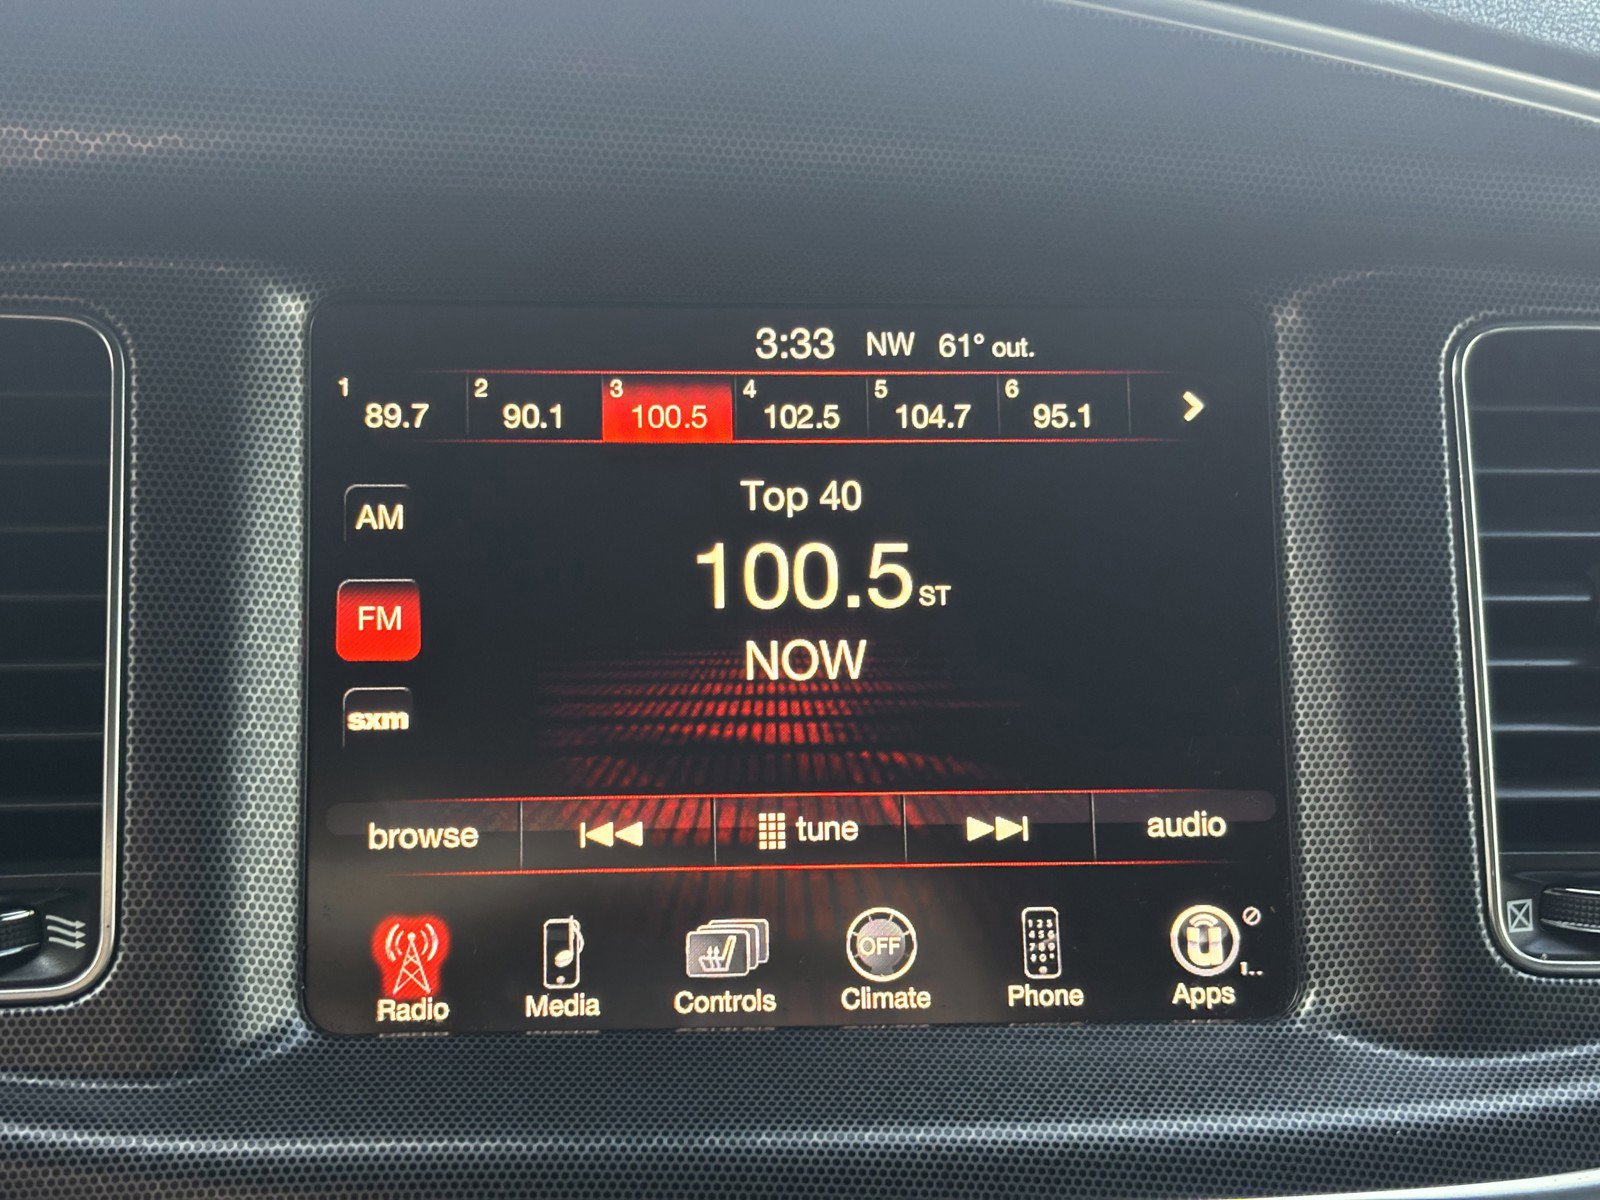 3:33 NW 61° out.
1 89.7 2 90.1 3 100.5 4 102.5 5 104.7 6 95.1
Top 40
AM
100.5 ST
FM
NOW
sxm
browse tune audio
OFF
Radio Media Controls Climate Phone Apps
1..